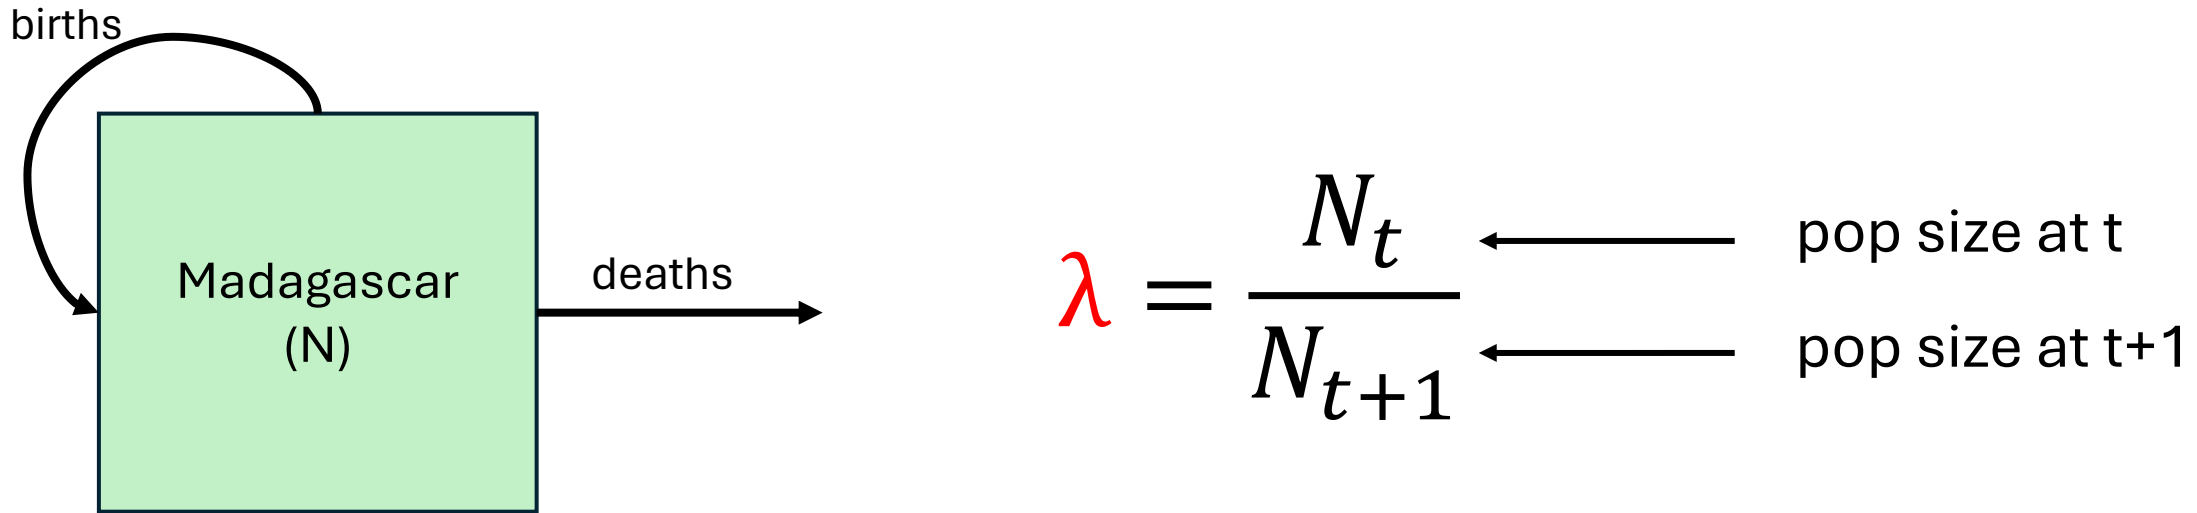 births
Madagascar
(N)
deaths
λ = N_t / N_{t+1}
pop size at t
pop size at t+1